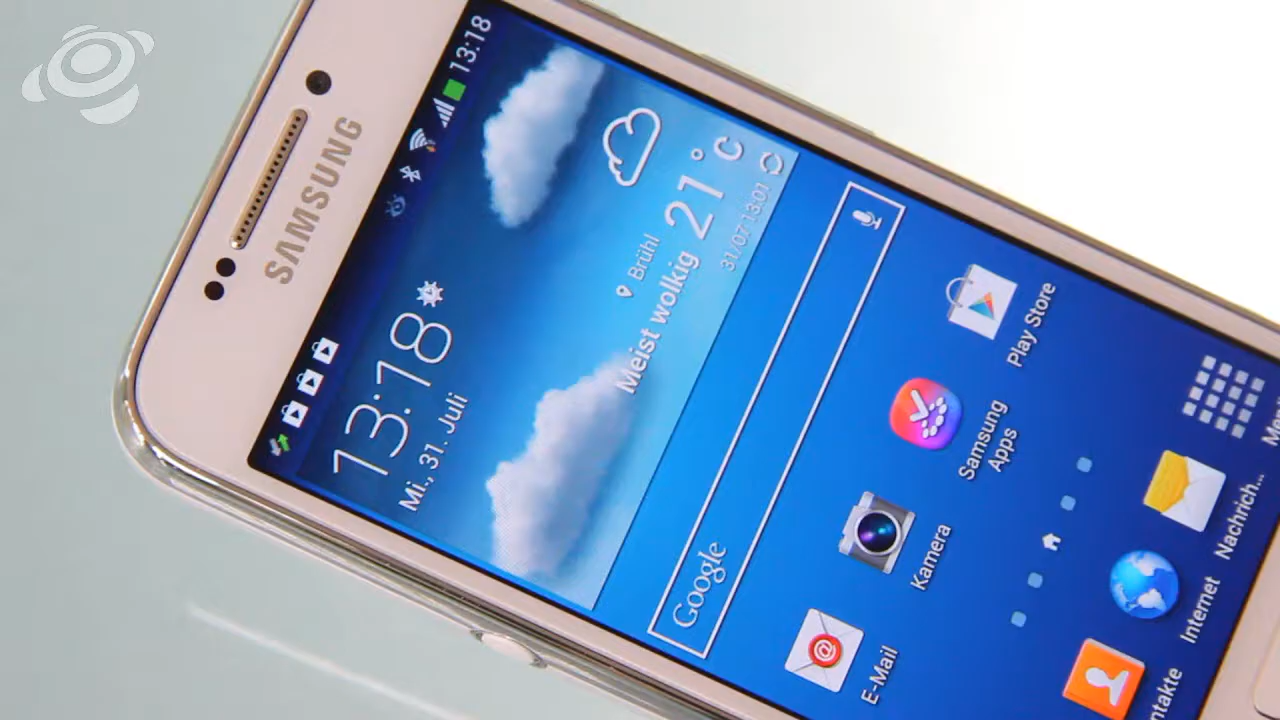 SAMSUNG
13:18
13:18
Mi., 31. Juli
Brühl
Meist wolkig
21°C
31/07 13:01
Google
E-Mail
Kamera
Samsung
Apps
Play Store
Internet
Nachrich...